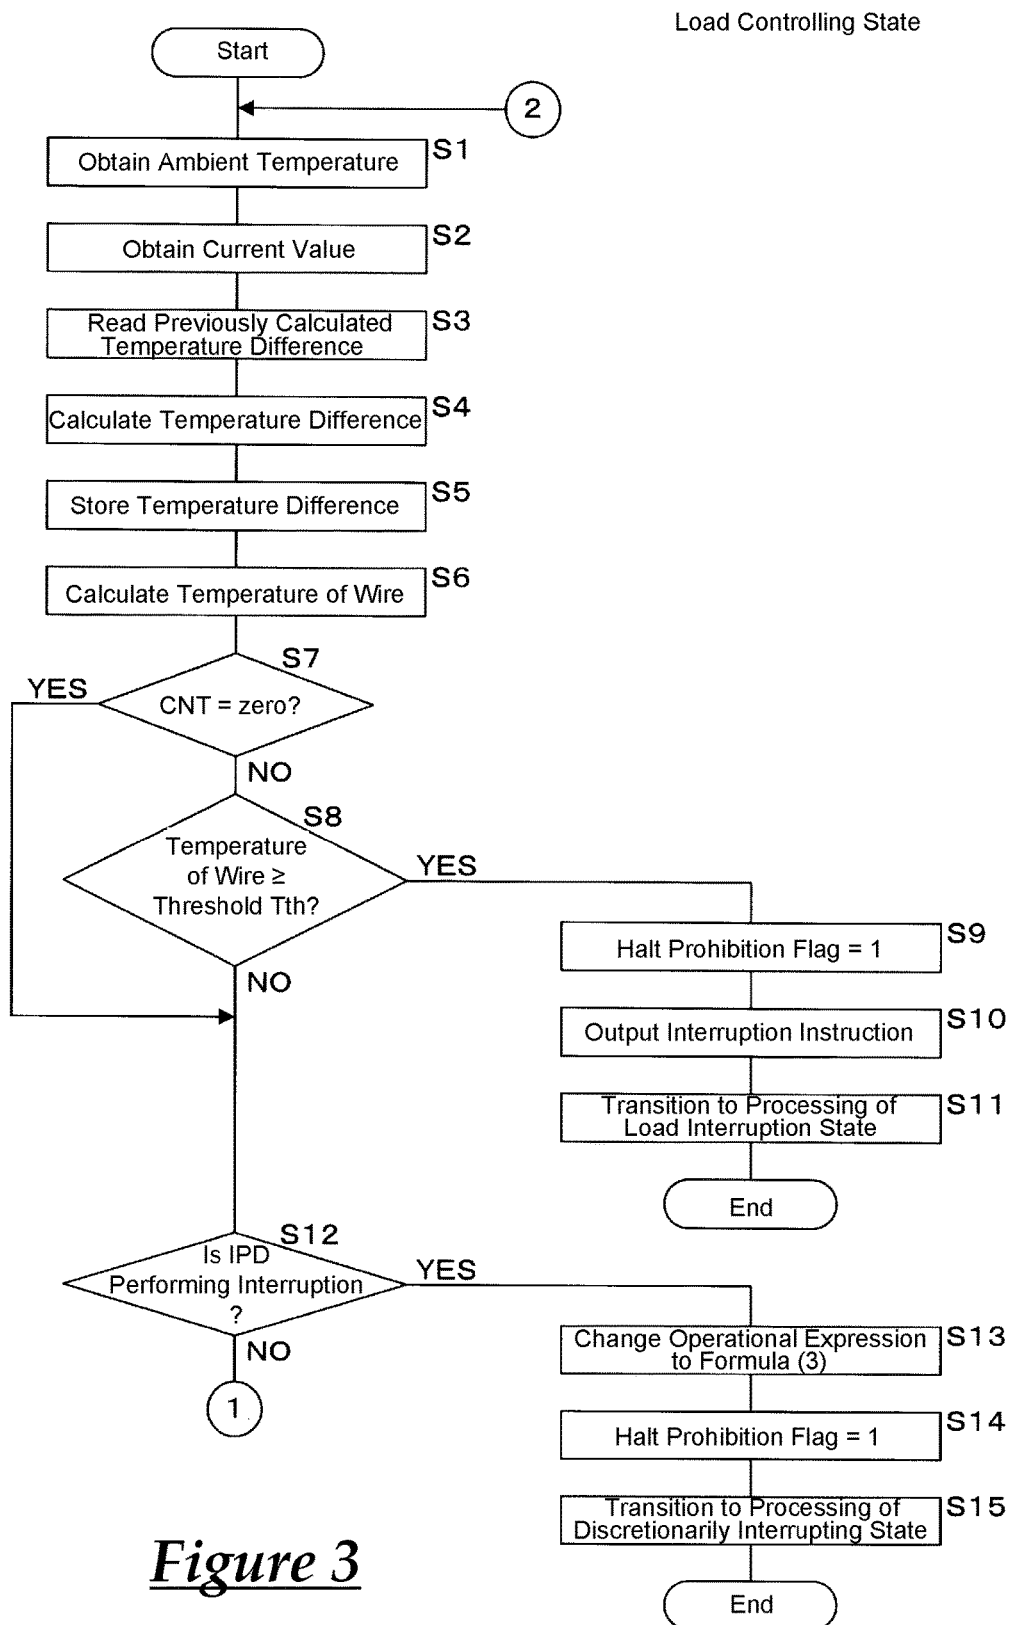 Load Controlling State
Start
2
Obtain Ambient Temperature
S1
Obtain Current Value
S2
Read Previously Calculated
Temperature Difference
S3
Calculate Temperature Difference
S4
Store Temperature Difference
S5
Calculate Temperature of Wire
S6
S7
YES
CNT = zero?
NO
S8
Temperature
of Wire ≥
Threshold Tth?
YES
NO
Halt Prohibition Flag = 1
S9
Output Interruption Instruction
S10
Transition to Processing of
Load Interruption State
S11
End
S12
Is IPD
Performing Interruption
?
YES
NO
1
Change Operational Expression
to Formula (3)
S13
Halt Prohibition Flag = 1
S14
Transition to Processing of
Discretionarily Interrupting State
S15
End
Figure 3